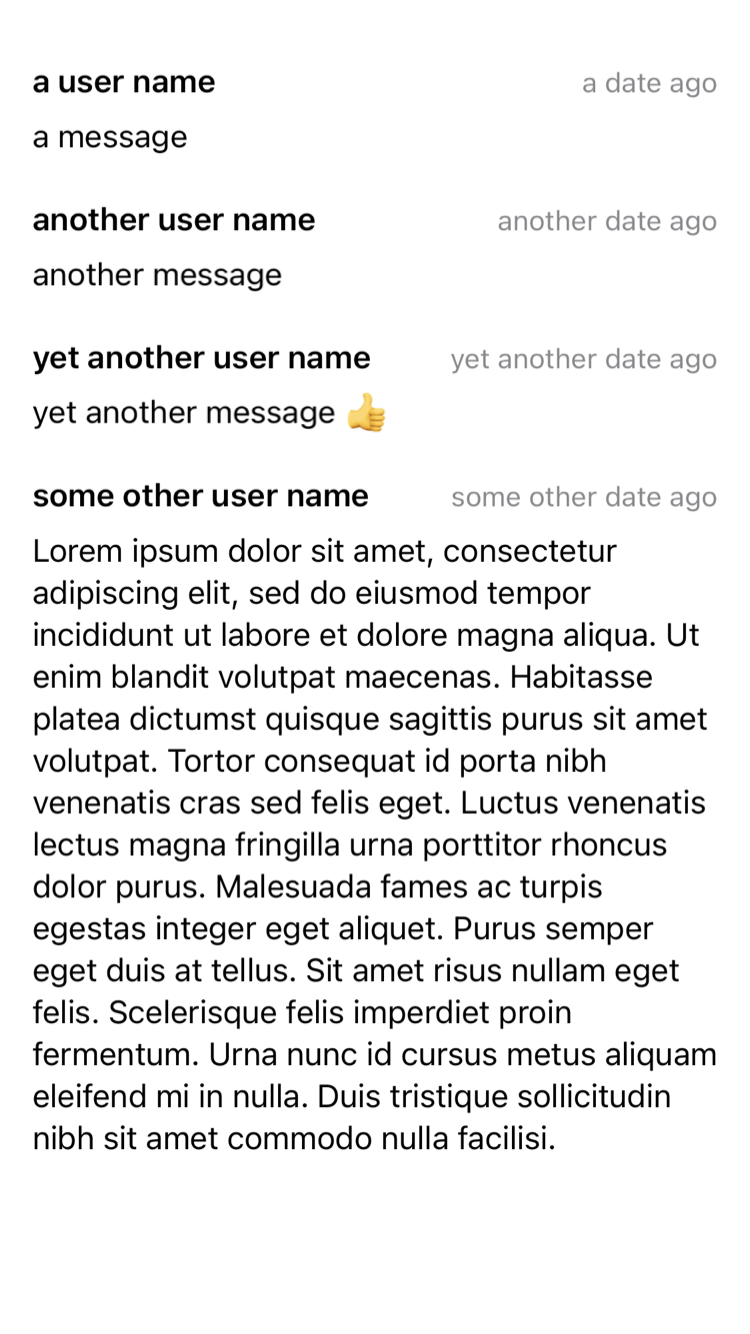 a user name a date ago
a message
another user name another date ago
another message
yet another user name yet another date ago
yet another message 👍
some other user name some other date ago
Lorem ipsum dolor sit amet, consectetur
adipiscing elit, sed do eiusmod tempor
incididunt ut labore et dolore magna aliqua. Ut
enim blandit volutpat maecenas. Habitasse
platea dictumst quisque sagittis purus sit amet
volutpat. Tortor consequat id porta nibh
venenatis cras sed felis eget. Luctus venenatis
lectus magna fringilla urna porttitor rhoncus
dolor purus. Malesuada fames ac turpis
egestas integer eget aliquet. Purus semper
eget duis at tellus. Sit amet risus nullam eget
felis. Scelerisque felis imperdiet proin
fermentum. Urna nunc id cursus metus aliquam
eleifend mi in nulla. Duis tristique sollicitudin
nibh sit amet commodo nulla facilisi.